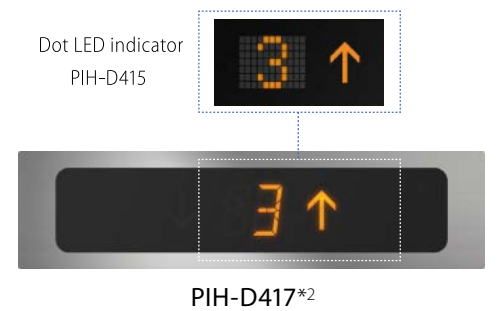 Dot LED indicator
PIH-D415
3 ↑
3 ↑
PIH-D417*2